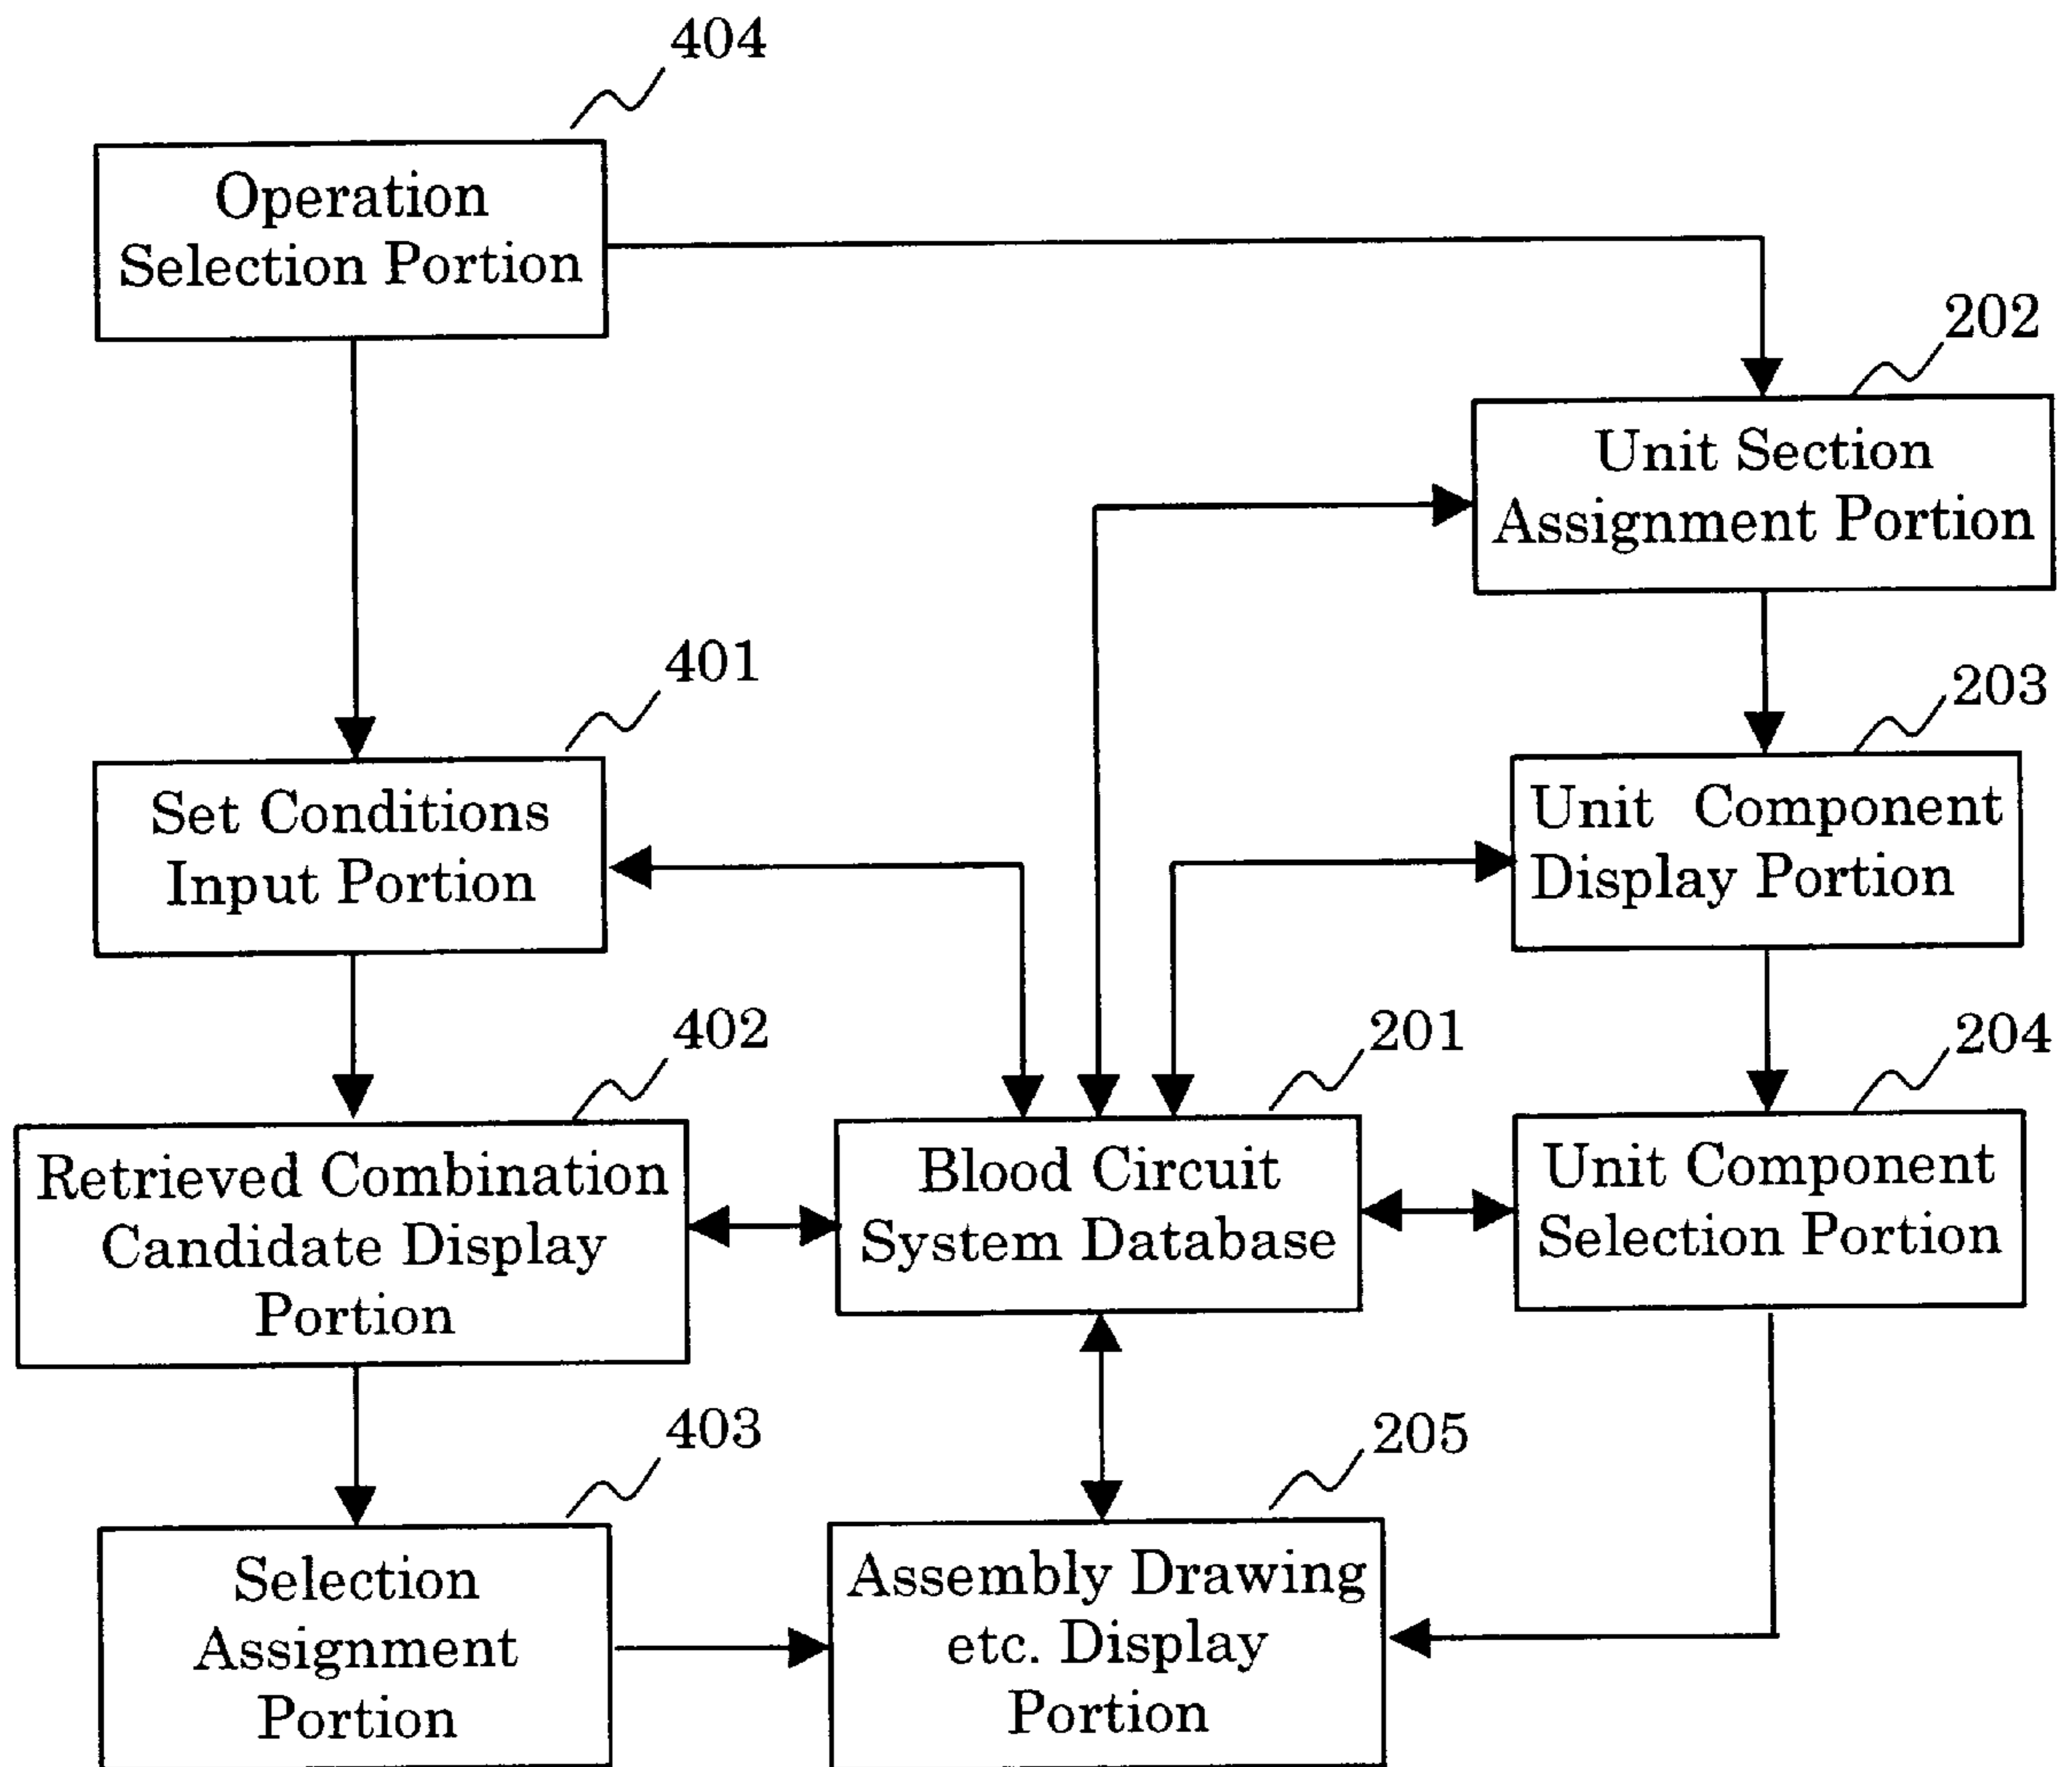 404
Operation
Selection Portion
202
Unit Section
Assignment Portion
401
Set Conditions
Input Portion
203
Unit Component
Display Portion
402
Retrieved Combination
Candidate Display
Portion
201
Blood Circuit
System Database
204
Unit Component
Selection Portion
403
Selection
Assignment
Portion
205
Assembly Drawing
etc. Display
Portion